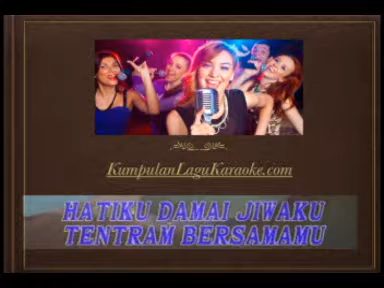 KumpulanLaguKaraoke.com
HATIKU DAMAI JIWAKU
TENTRAM BERSAMAMU